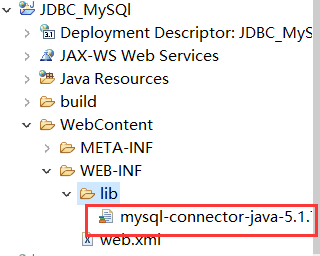 JDBC_MySQl
Deployment Descriptor: JDBC_MyS
JAX-WS Web Services
Java Resources
build
WebContent
META-INF
WEB-INF
lib
mysql-connector-java-5.1.
web.xml